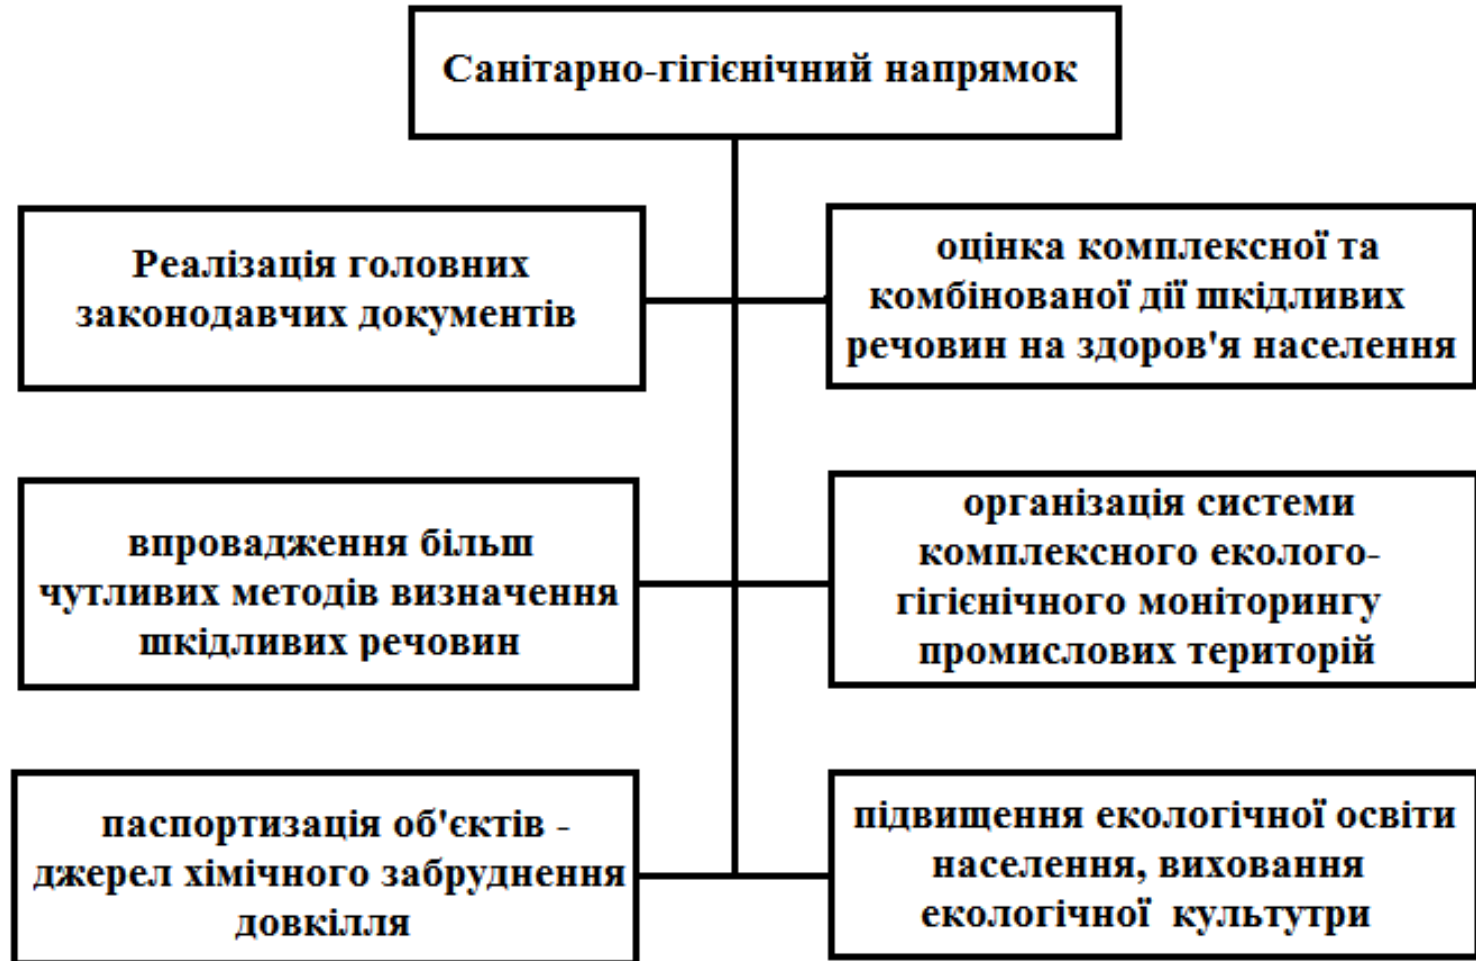 Санітарно-гігієнічний напрямок
Реалізація головних
законодавчих документів
оцінка комплексної та
комбінованої дії шкідливих
речовин на здоров'я населення
впровадження більш
чутливих методів визначення
шкідливих речовин
організація системи
комплексного еколого-
гігієнічного моніторингу
промислових територій
паспортизація об'єктів -
джерел хімічного забруднення
довкілля
підвищення екологічної освіти
населення, виховання
екологічної культутри